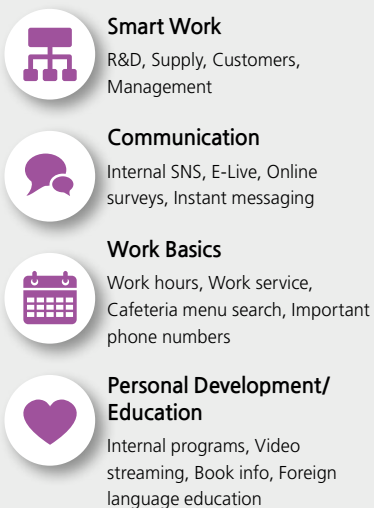 Smart Work
R&D, Supply, Customers,
Management
Communication
Internal SNS, E-Live, Online
surveys, Instant messaging
Work Basics
Work hours, Work service,
Cafeteria menu search, Important
phone numbers
Personal Development/
Education
Internal programs, Video
streaming, Book info, Foreign
language education